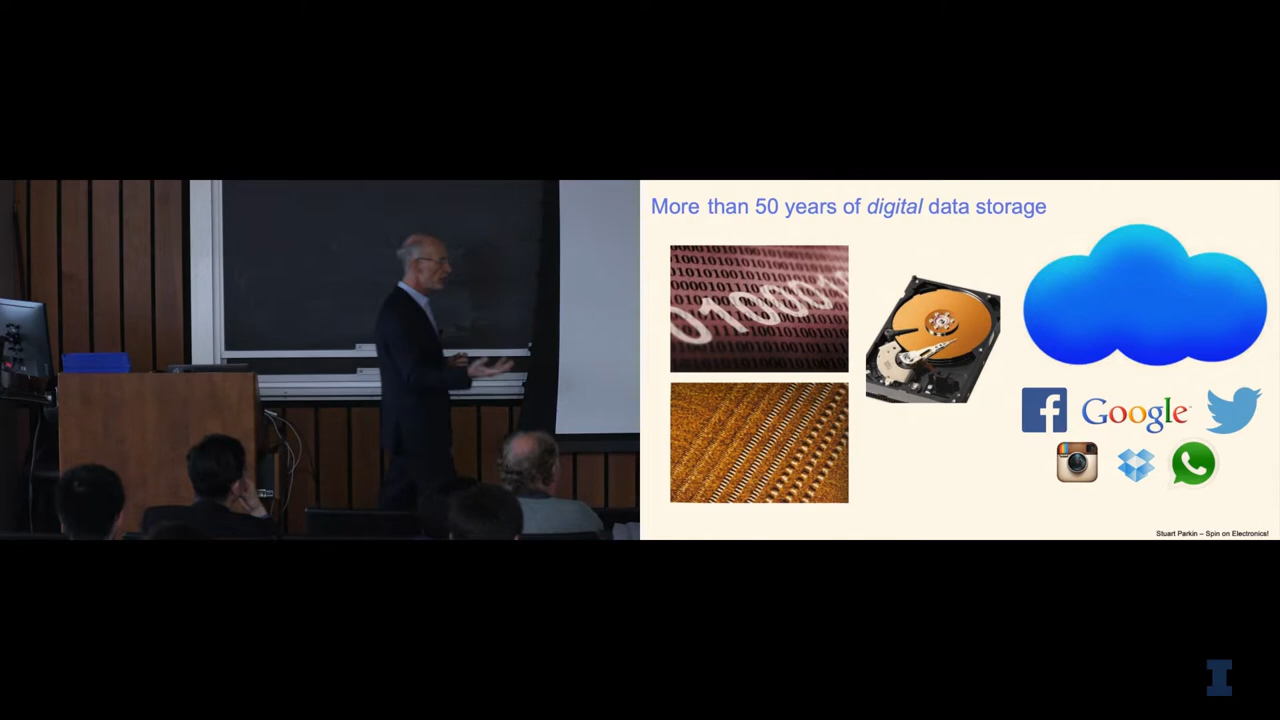 More than 50 years of digital data storage
Google
Stuart Parkin – Spin on Electronics!